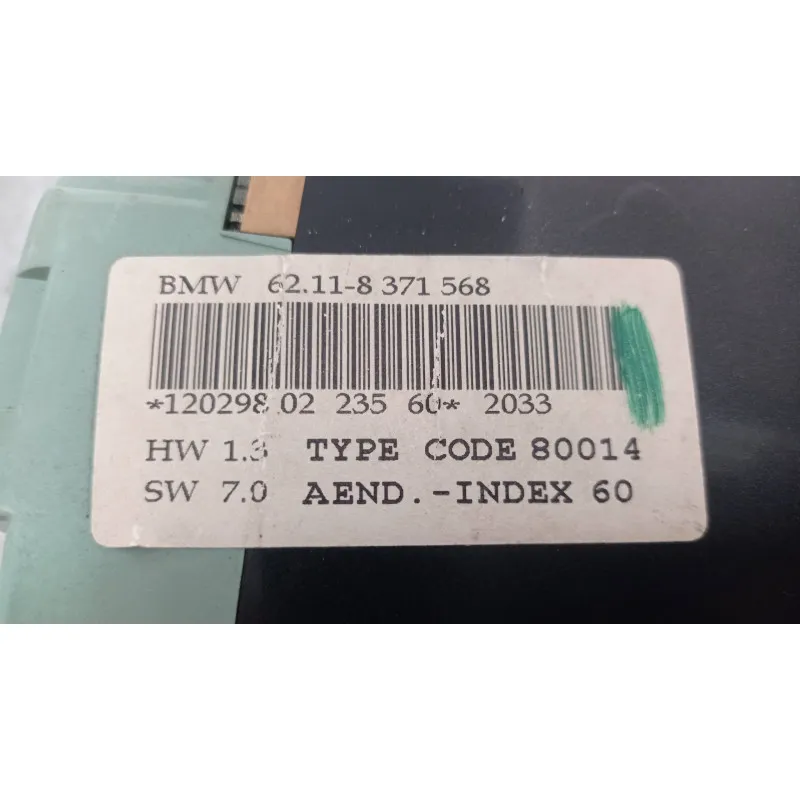 BMW 62.11-8 371 568
*120298 02 235 60* 2033
HW 1.3 TYPE CODE 80014
SW 7.0 AEND.-INDEX 60